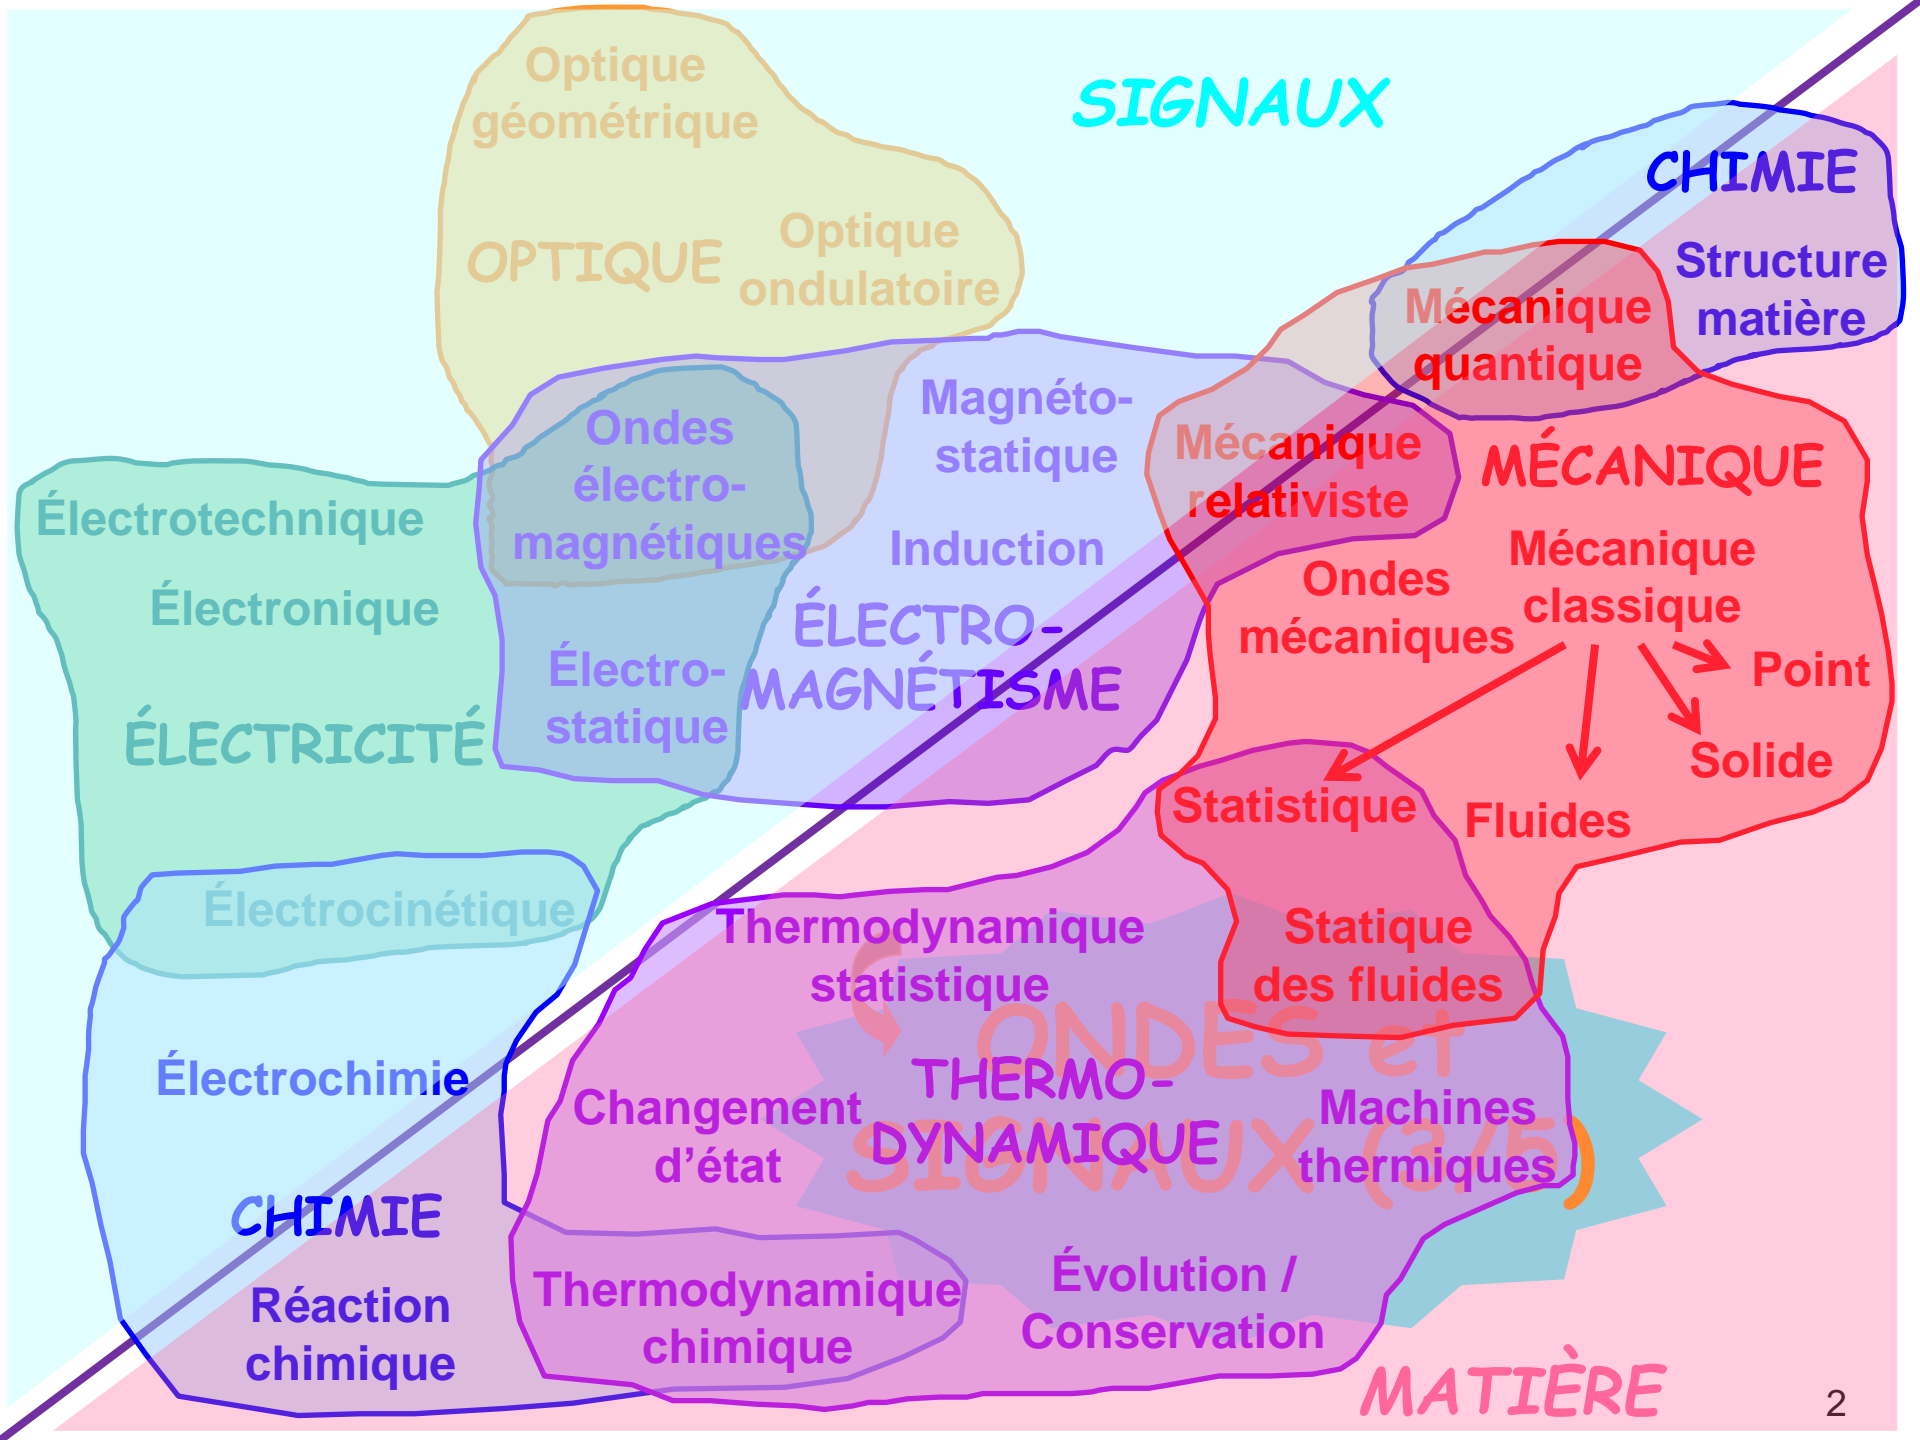 Optique
géométrique
SIGNAUX
CHIMIE
Structure
matière
OPTIQUE
Optique
ondulatoire
Mécanique
quantique
Magnéto-
statique
Ondes
électro-
magnétiques
Mécanique
relativiste
MÉCANIQUE
Électrotechnique
Induction
Mécanique
classique
Ondes
mécaniques
Électronique
ÉLECTRO-
MAGNÉTISME
Électro-
statique
Point
ÉLECTRICITÉ
Solide
Statistique
Fluides
Électrocinétique
Thermodynamique
statistique
Statique
des fluides
ONDES et
SIGNAUX (3/5)
Électrochimie
THERMO-
DYNAMIQUE
Changement
d’état
Machines
thermiques
CHIMIE
Réaction
chimique
Thermodynamique
chimique
Évolution /
Conservation
MATIÈRE
2